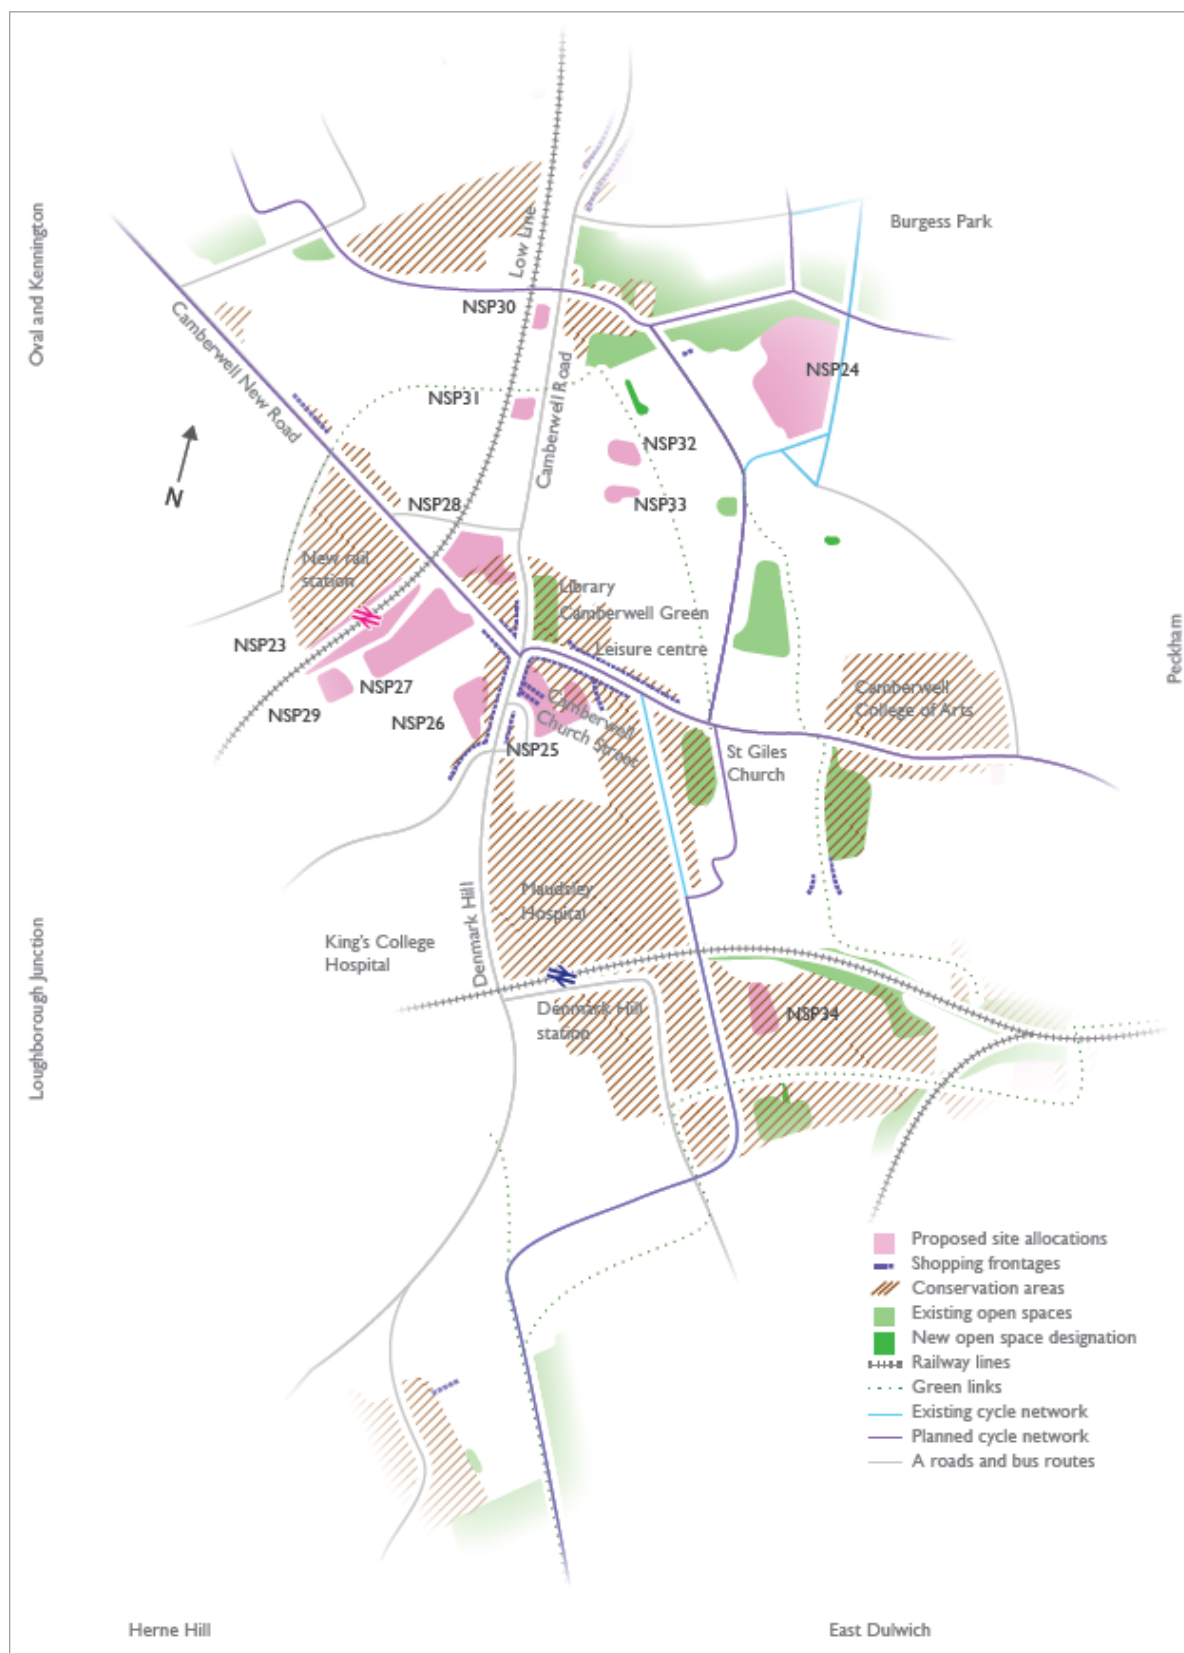 Burgess Park
Oval and Kennington
Low Line
NSP30
Camberwell New Road
NSP24
Camberwell Road
NSP31
NSP32
N
NSP28
NSP33
New rail
station
Library
Camberwell Green
Leisure centre
NSP23
Peckham
NSP27
Camberwell
College of Arts
NSP29
NSP26
Camberwell
Church Street
NSP25
St Giles
Church
Maudsley
Hospital
Denmark Hill
King's College
Hospital
Loughborough Junction
Denmark Hill
station
NSP34
Proposed site allocations
Shopping frontages
Conservation areas
Existing open spaces
New open space designation
Railway lines
Green links
Existing cycle network
Planned cycle network
A roads and bus routes
Herne Hill
East Dulwich